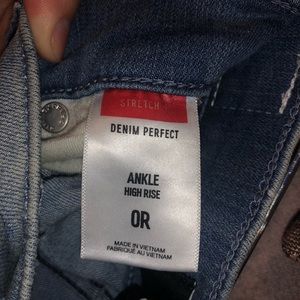 STRETCH
DENIM PERFECT
ANKLE
HIGH RISE
0R
MADE IN VIETNAM
FABRIQUÉ AU VIETNAM